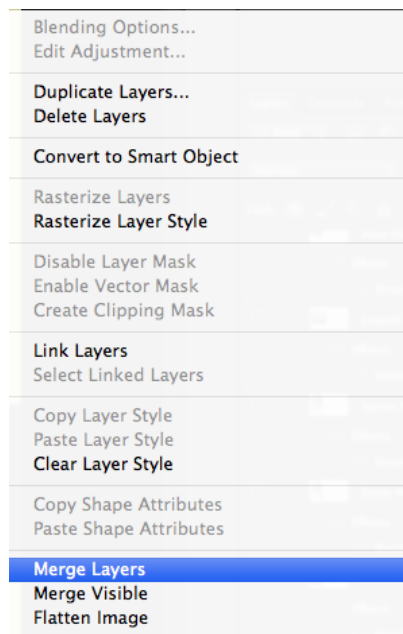 Blending Options...
Edit Adjustment...
Duplicate Layers...
Delete Layers
Convert to Smart Object
Rasterize Layers
Rasterize Layer Style
Disable Layer Mask
Enable Vector Mask
Create Clipping Mask
Link Layers
Select Linked Layers
Copy Layer Style
Paste Layer Style
Clear Layer Style
Copy Shape Attributes
Paste Shape Attributes
Merge Layers
Merge Visible
Flatten Image